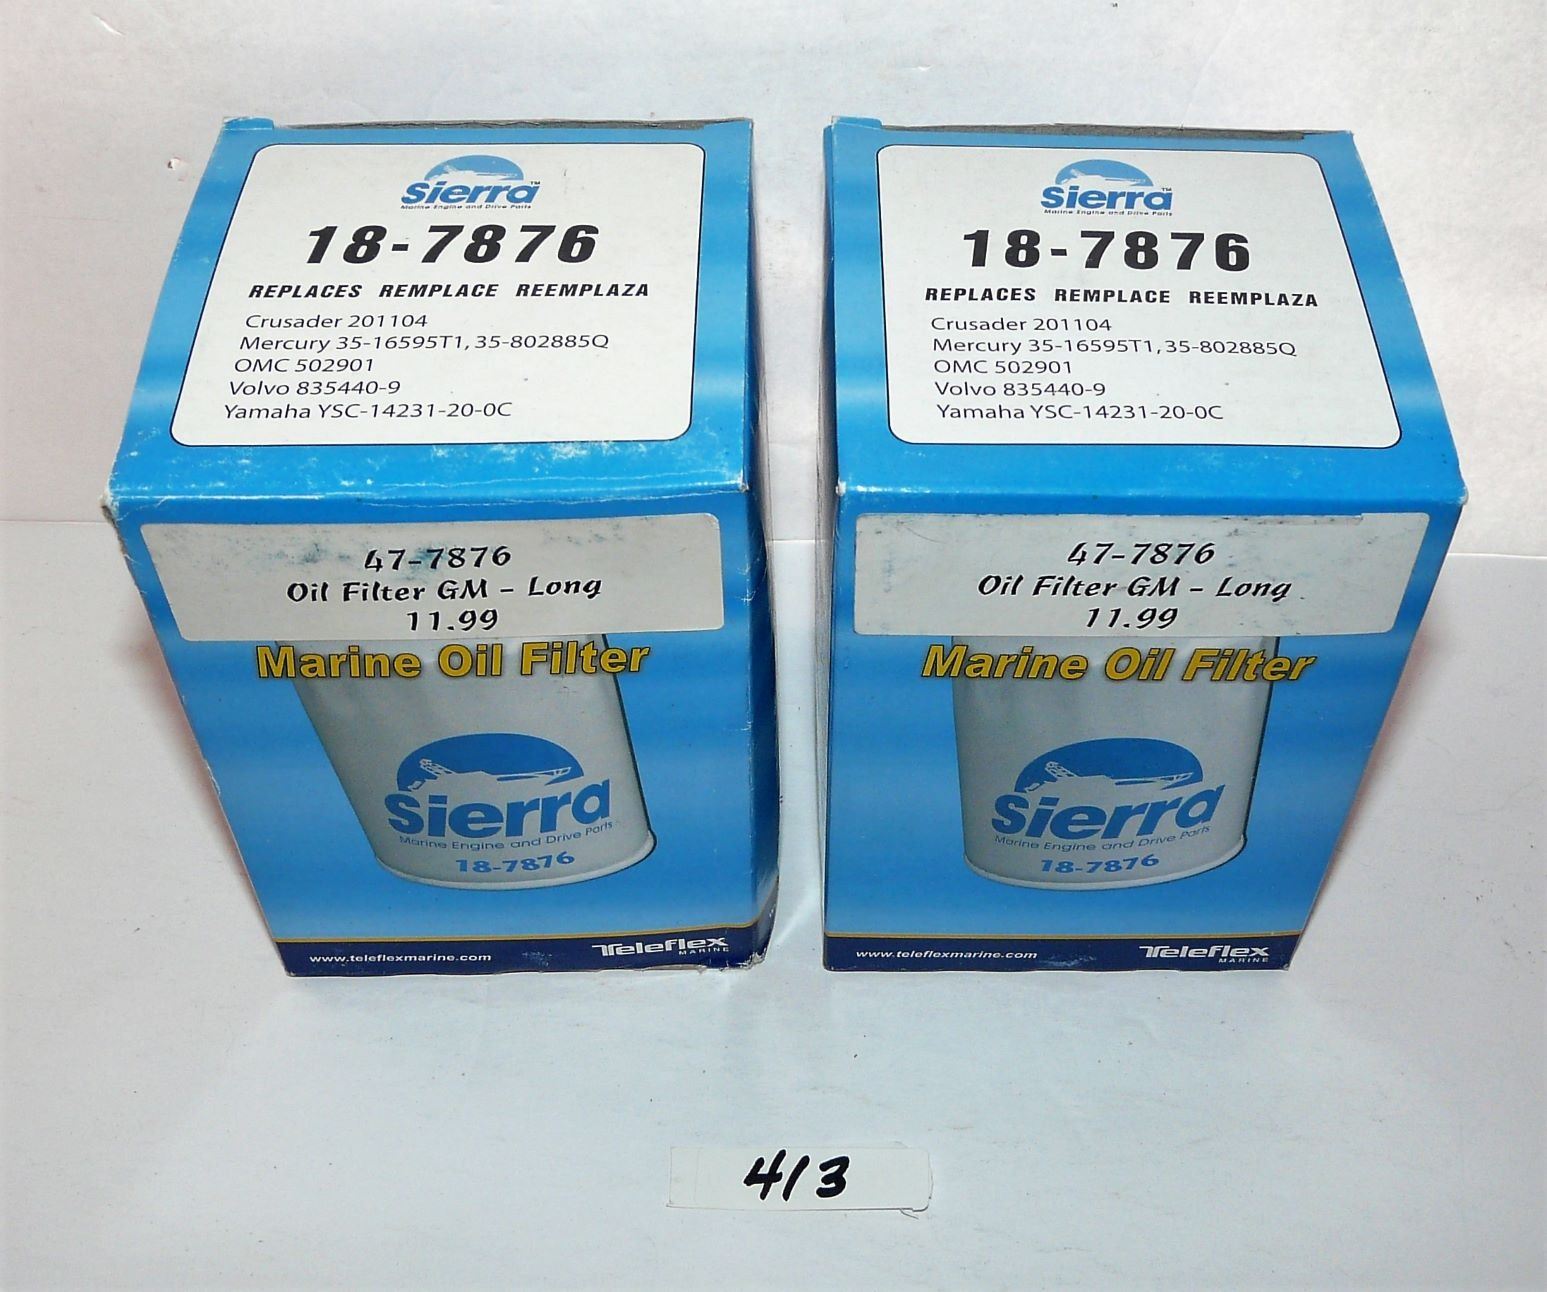 Sierra™
Marine Engine and Drive Parts
18-7876
REPLACES REMPLACE REEMPLAZA
Crusader 201104
Mercury 35-16595T1, 35-802885Q
OMC 502901
Volvo 835440-9
Yamaha YSC-14231-20-0C
47-7876
Oil Filter GM - Long
11.99
Marine Oil Filter
Sierra
Marine Engine and Drive Parts
18-7876
www.teleflexmarine.com
Teleflex
MARINE
Sierra™
Marine Engine and Drive Parts
18-7876
REPLACES REMPLACE REEMPLAZA
Crusader 201104
Mercury 35-16595T1, 35-802885Q
OMC 502901
Volvo 835440-9
Yamaha YSC-14231-20-0C
47-7876
Oil Filter GM - Long
11.99
Marine Oil Filter
Sierra
Marine Engine and Drive Parts
18-7876
www.teleflexmarine.com
Teleflex
MARINE
413